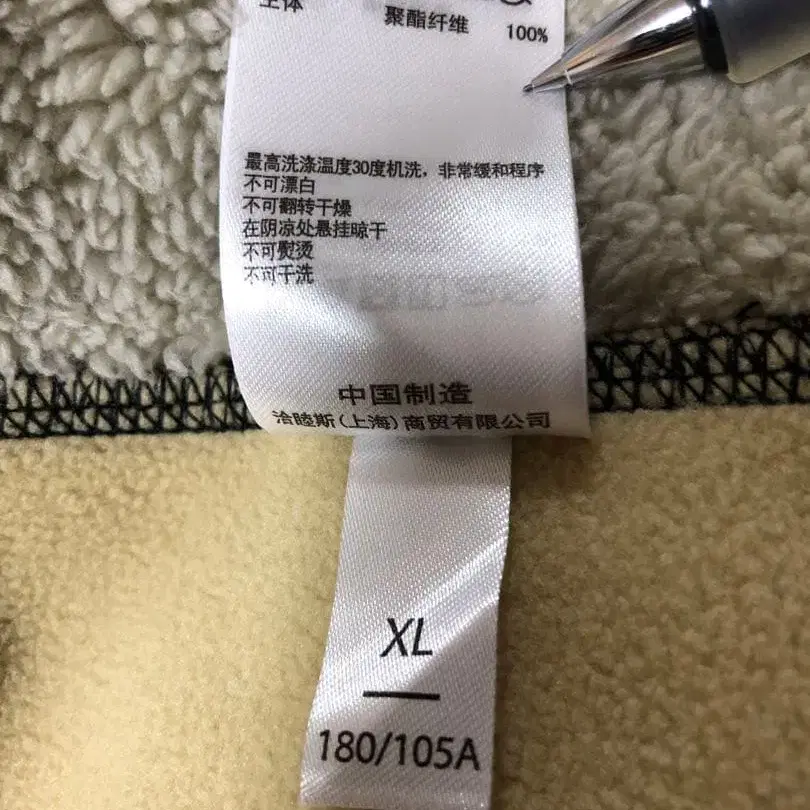 主体
聚酯纤维 100%
最高洗涤温度30度机洗，非常缓和程序
不可漂白
不可翻转干燥
在阴凉处悬挂晾干
不可熨烫
不可干洗
中国制造
洽睦斯(上海)商贸有限公司
XL
180/105A